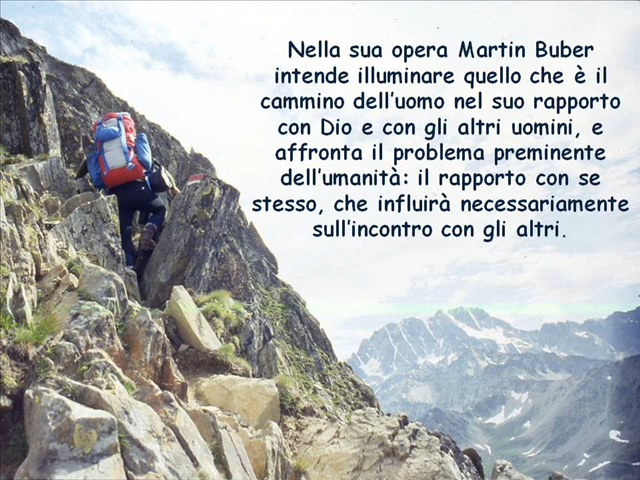 Nella sua opera Martin Buber
intende illuminare quello che è il
cammino dell'uomo nel suo rapporto
con Dio e con gli altri uomini, e
affronta il problema preminente
dell'umanità: il rapporto con se
stesso, che influirà necessariamente
sull'incontro con gli altri.